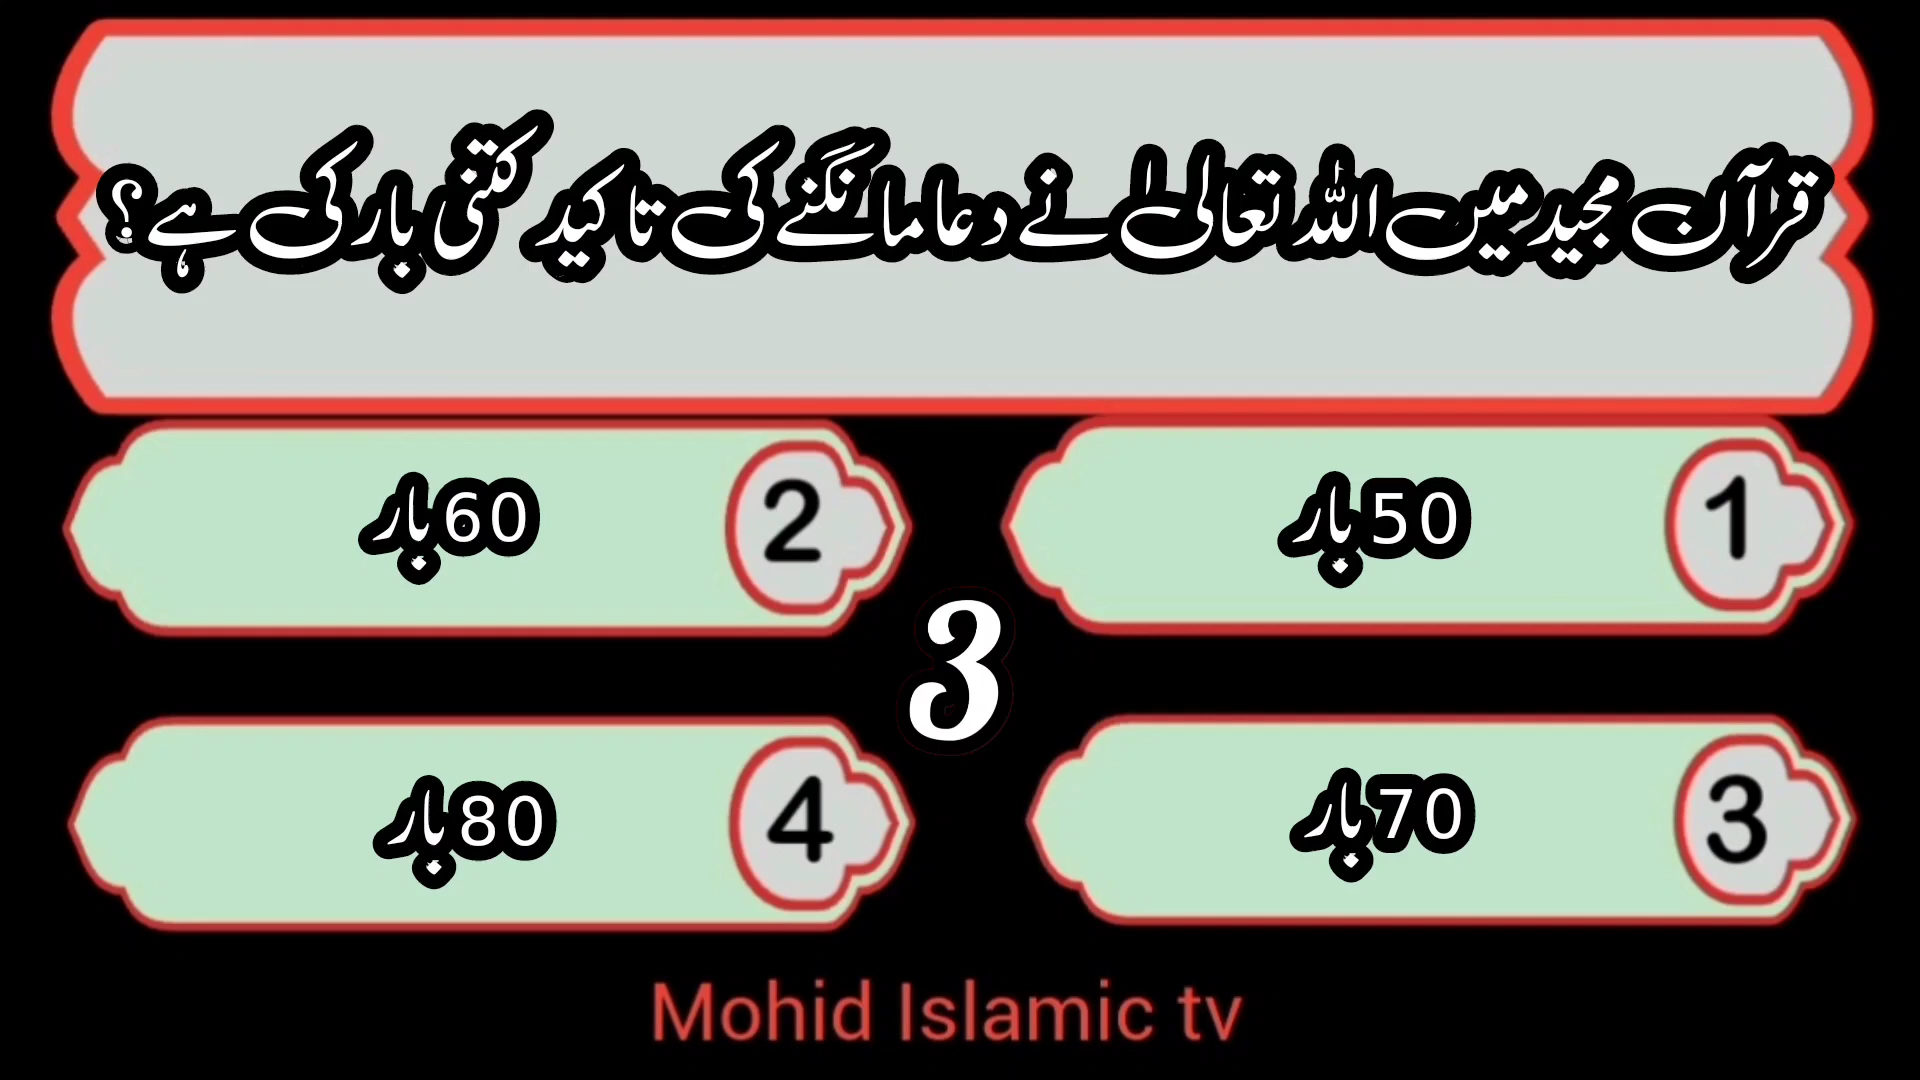 قرآن مجید میں اللہ تعالیٰ نے دعا مانگنے کی تاکید کتنی بار کی ہے؟
1
50 بار
2
60 بار
3
3
70 بار
4
80 بار
Mohid Islamic tv